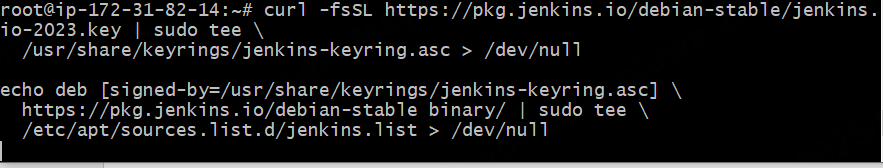 root@ip-172-31-82-14:~# curl -fsSL https://pkg.jenkins.io/debian-stable/jenkins.
io-2023.key | sudo tee \
  /usr/share/keyrings/jenkins-keyring.asc > /dev/null

echo deb [signed-by=/usr/share/keyrings/jenkins-keyring.asc] \
  https://pkg.jenkins.io/debian-stable binary/ | sudo tee \
  /etc/apt/sources.list.d/jenkins.list > /dev/null